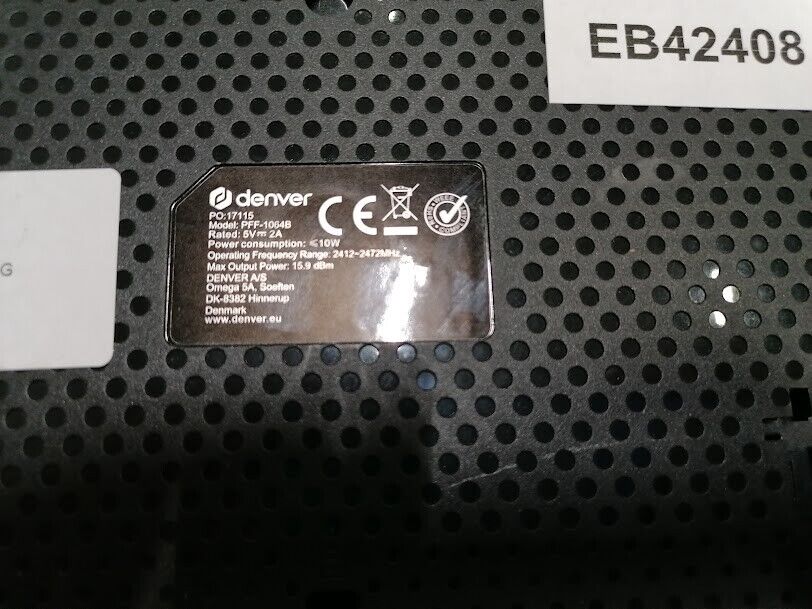 EB42408
G
denver
PO:17115
Model: PFF-1064B
Rated: 5V⎓ 2A
Power consumption: ≤10W
Operating Frequency Range: 2412~2472MHz
Max Output Power: 15.9 dBm
DENVER A/S
Omega 5A, Soeften
DK-8382 Hinnerup
Denmark
www.denver.eu
CE